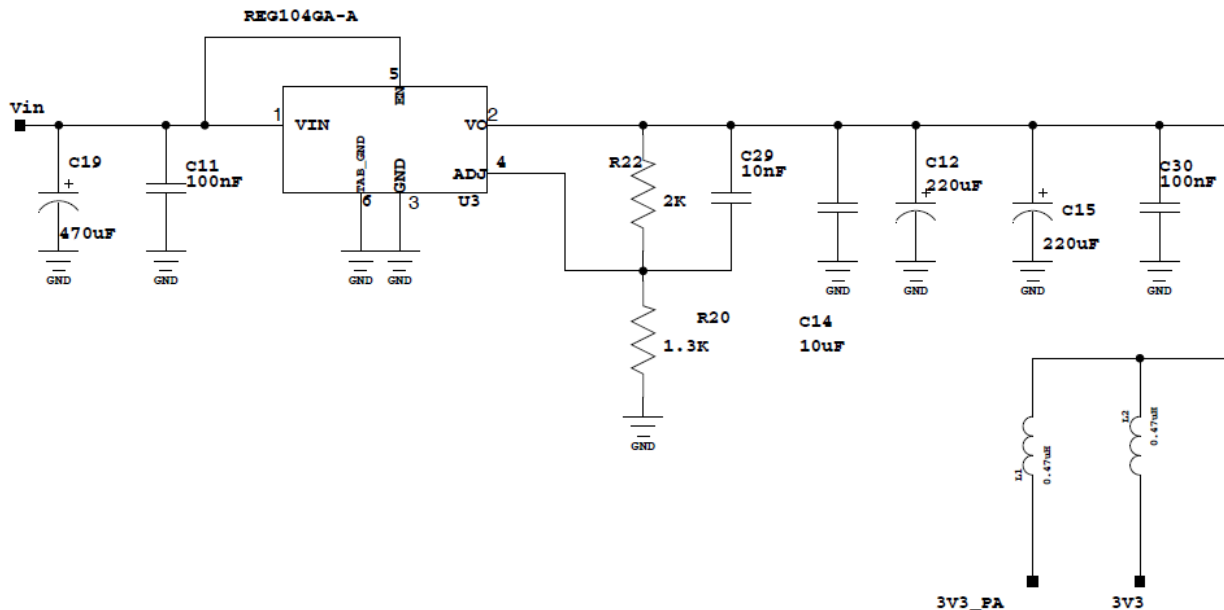 REG104GA-A
Vin
1
VIN
5
EN
VO
2
TAB_GND
GND
ADJ
4
6
3
U3
C19
470uF
GND
C11
100nF
GND
GND
GND
R22
2K
C29
10nF
R20
1.3K
GND
C14
10uF
GND
C12
220uF
GND
C15
220uF
GND
C30
100nF
GND
L1
0.47uH
L2
0.47uH
3V3_PA
3V3